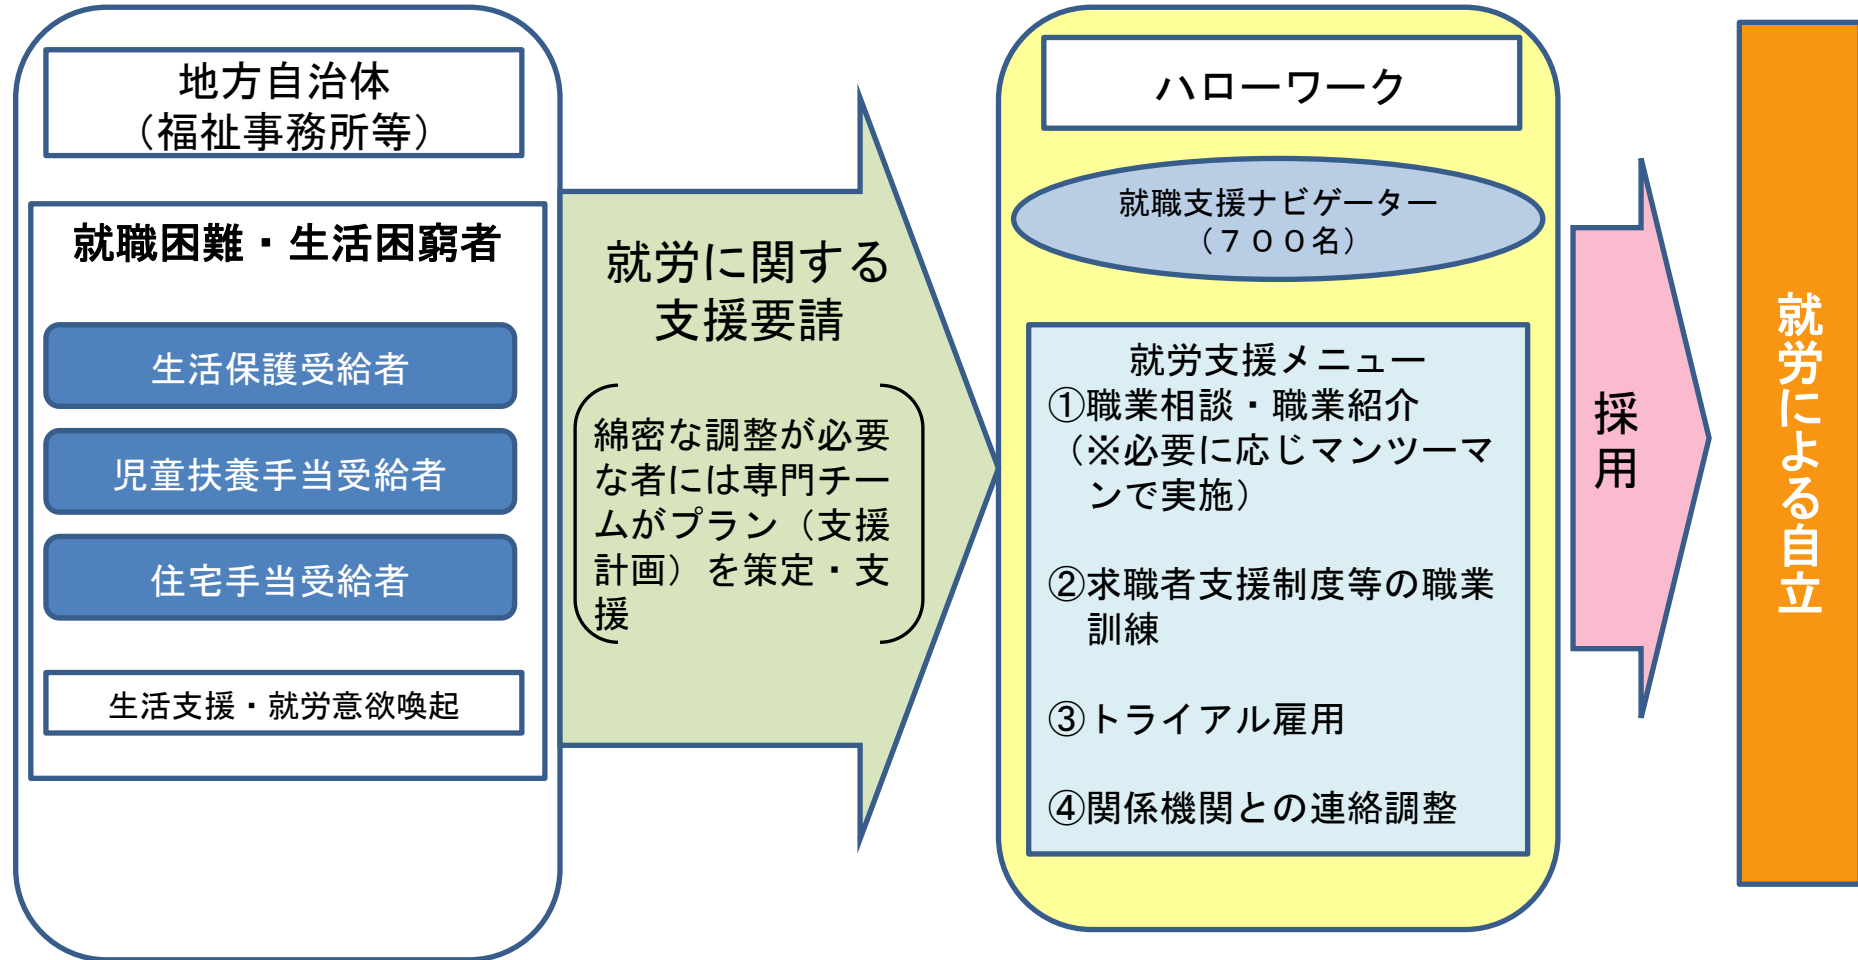 地方自治体
（福祉事務所等）
就職困難・生活困窮者
生活保護受給者
児童扶養手当受給者
住宅手当受給者
生活支援・就労意欲喚起
就労に関する
支援要請
綿密な調整が必要
な者には専門チー
ムがプラン（支援
計画）を策定・支
援
ハローワーク
就職支援ナビゲーター
（７００名）
就労支援メニュー
①職業相談・職業紹介
（※必要に応じマンツーマ
ンで実施）
②求職者支援制度等の職業
訓練
③トライアル雇用
④関係機関との連絡調整
採用
就労による自立